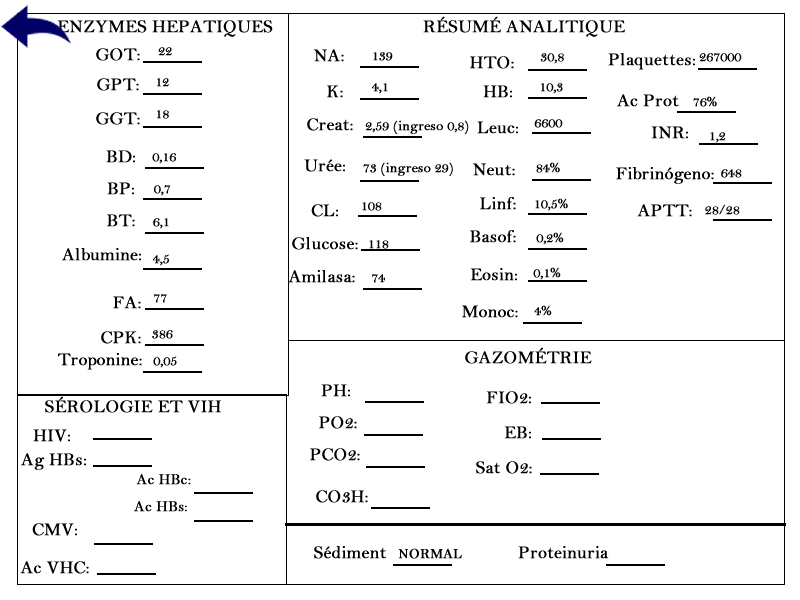 ENZYMES HEPATIQUES
GOT: 22
GPT: 12
GGT: 18
BD: 0,16
BP: 0,7
BT: 6,1
Albumine: 4,5
FA: 77
CPK: 386
Troponine: 0,05
RÉSUMÉ ANALITIQUE
NA: 139
K: 4,1
Creat: 2,59 (ingreso 0,8)
Urée: 73 (ingreso 29)
CL: 108
Glucose: 118
Amilasa: 74
HTO: 30,8
HB: 10,3
Leuc: 6600
Neut: 84%
Linf: 10,5%
Basof: 0,2%
Eosin: 0,1%
Monoc: 4%
Plaquettes: 267000
Ac Prot 76%
INR: 1,2
Fibrinógeno: 648
APTT: 28/28
SÉROLOGIE ET VIH
HIV:
Ag HBs:
Ac HBc:
Ac HBs:
CMV:
Ac VHC:
GAZOMÉTRIE
PH:
PO2:
PCO2:
CO3H:
FIO2:
EB:
Sat O2:
Sédiment NORMAL
Proteinuria